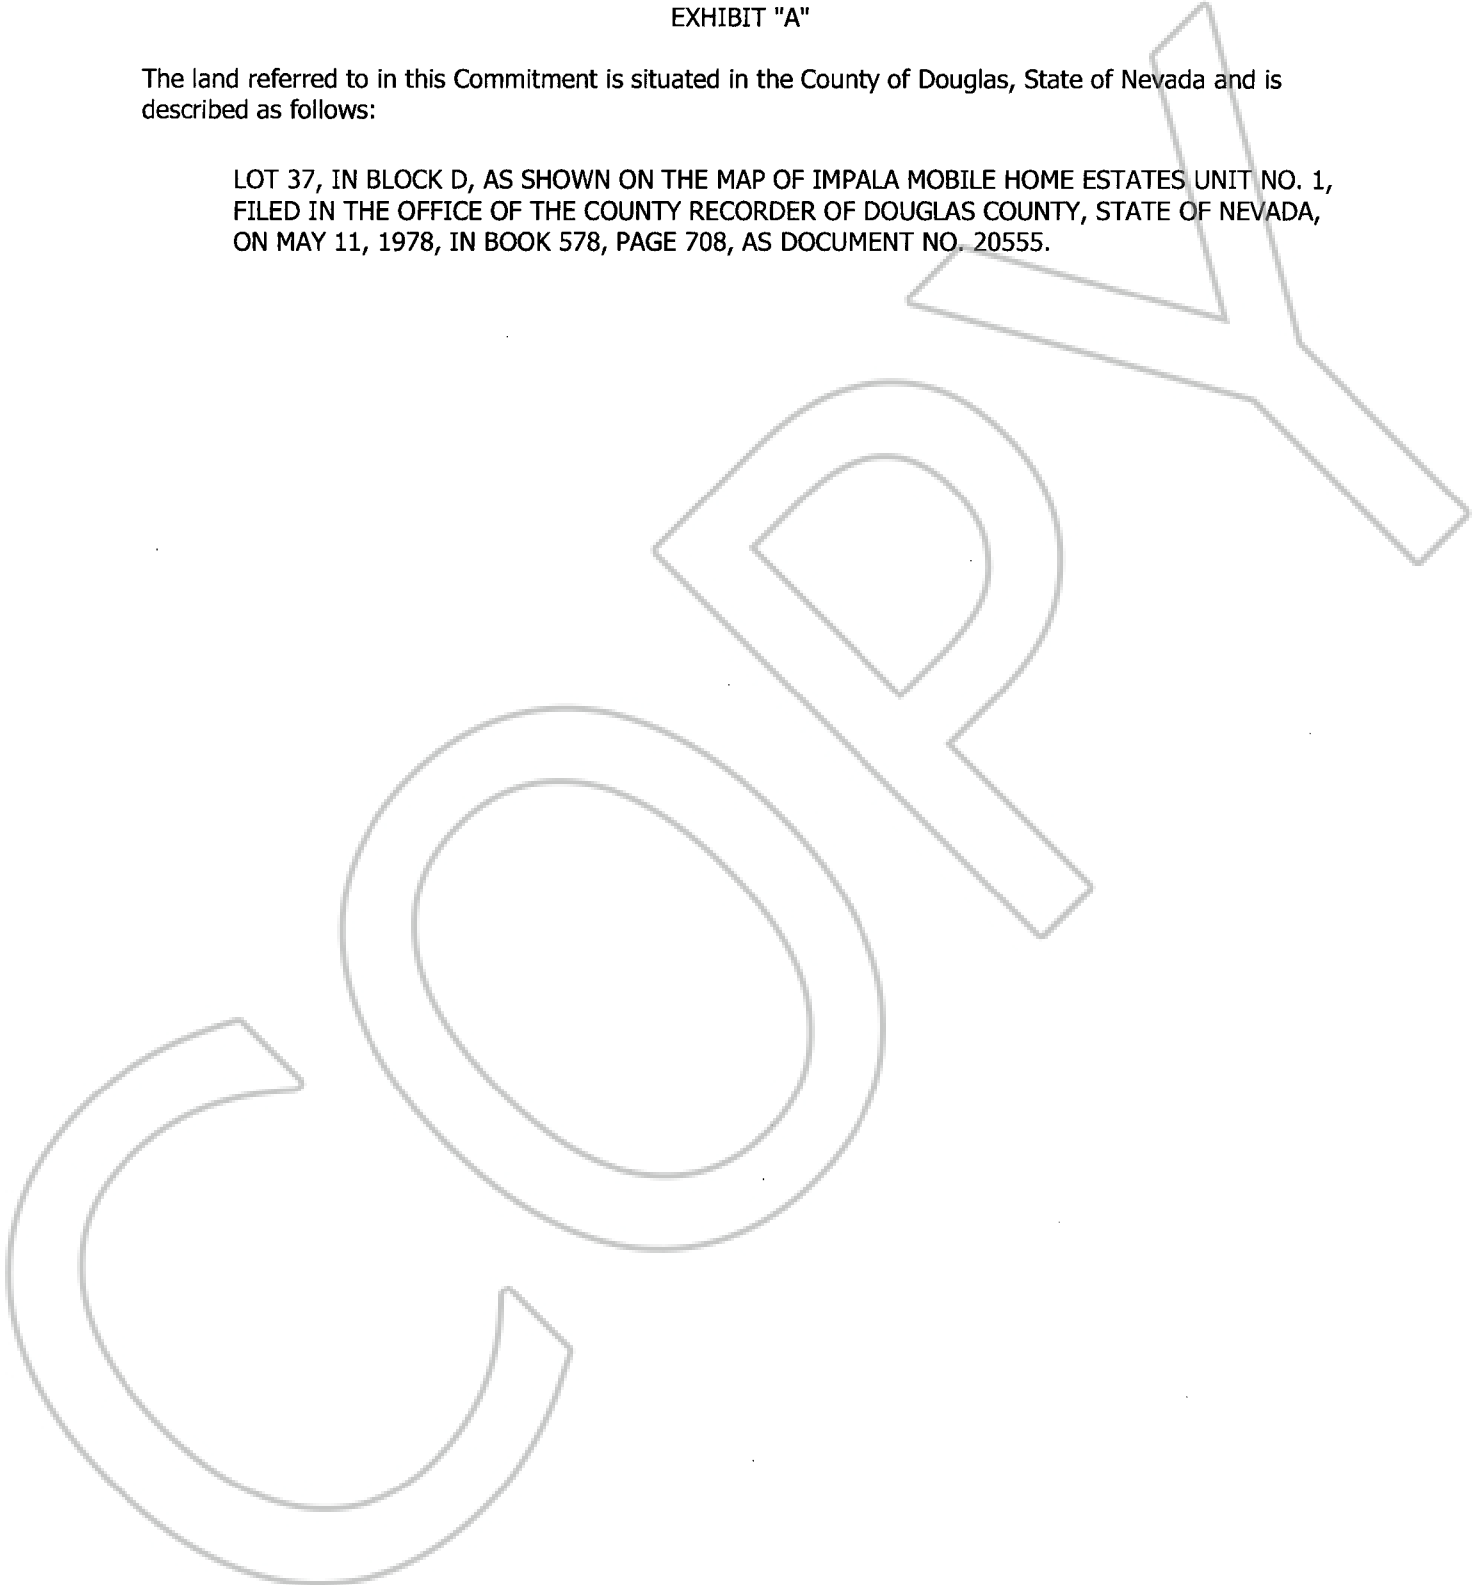 EXHIBIT "A"
The land referred to in this Commitment is situated in the County of Douglas, State of Nevada and is
described as follows:
LOT 37, IN BLOCK D, AS SHOWN ON THE MAP OF IMPALA MOBILE HOME ESTATES UNIT NO. 1,
FILED IN THE OFFICE OF THE COUNTY RECORDER OF DOUGLAS COUNTY, STATE OF NEVADA,
ON MAY 11, 1978, IN BOOK 578, PAGE 708, AS DOCUMENT NO. 20555.
COPY